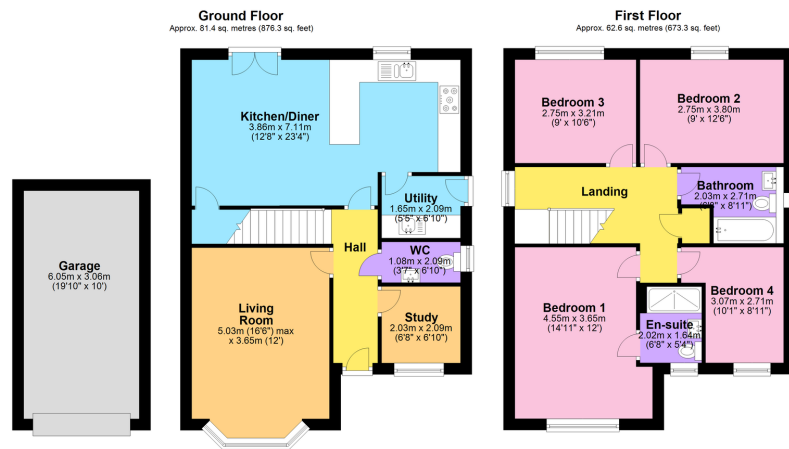 Ground Floor
Approx. 81.4 sq. metres (876.3 sq. feet)
Kitchen/Diner
3.86m x 7.11m
(12'8" x 23'4")
Utility
1.65m x 2.09m
(5'5" x 6'10")
Hall
WC
1.08m x 2.09m
(3'7" x 6'10")
Garage
6.05m x 3.06m
(19'10" x 10')
Living
Room
5.03m (16'6") max
x 3.65m (12')
Study
2.03m x 2.09m
(6'8" x 6'10")
First Floor
Approx. 62.6 sq. metres (673.3 sq. feet)
Bedroom 3
2.75m x 3.21m
(9' x 10'6")
Bedroom 2
2.75m x 3.80m
(9' x 12'6")
Landing
Bathroom
2.03m x 2.71m
(6'8" x 8'11")
Bedroom 1
4.55m x 3.65m
(14'11" x 12')
En-suite
2.02m x 1.64m
(6'8" x 5'4")
Bedroom 4
3.07m x 2.71m
(10'1" x 8'11")